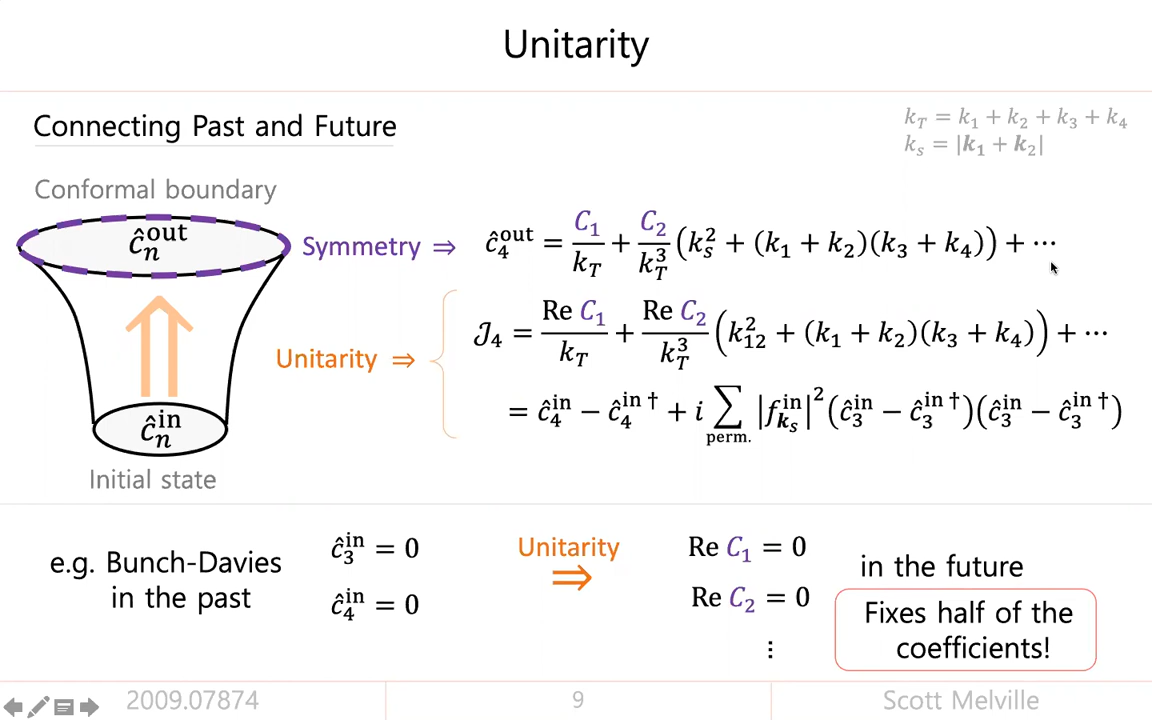 Unitarity
Connecting Past and Future
k_T = k_1 + k_2 + k_3 + k_4
k_s = |𝒌_1 + 𝒌_2|
Conformal boundary
ĉ_n^out
Symmetry ⇒ ĉ_4^out = C_1/k_T + C_2/k_T^3 (k_s^2 + (k_1 + k_2)(k_3 + k_4)) + ⋯
Unitarity ⇒
𝒥_4 = Re C_1/k_T + Re C_2/k_T^3 (k_12^2 + (k_1 + k_2)(k_3 + k_4)) + ⋯
= ĉ_4^in − ĉ_4^in† + i ∑_perm. |f_𝒌_s^in|^2 (ĉ_3^in − ĉ_3^in†)(ĉ_3^in − ĉ_3^in†)
ĉ_n^in
Initial state
e.g. Bunch-Davies
in the past
ĉ_3^in = 0
ĉ_4^in = 0
Unitarity
⇒
Re C_1 = 0
Re C_2 = 0
⋮
in the future
Fixes half of the
coefficients!
2009.07874
9
Scott Melville